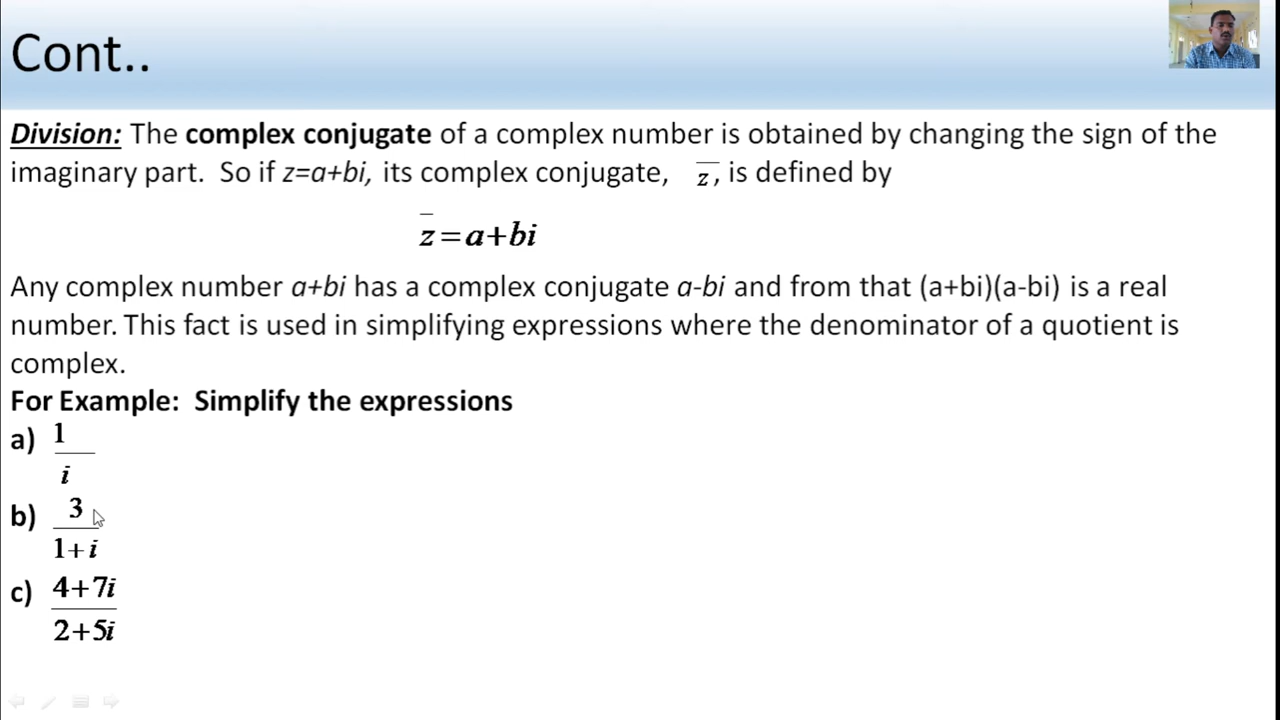 Cont..
Division: The complex conjugate of a complex number is obtained by changing the sign of the
imaginary part. So if z=a+bi, its complex conjugate, z̅, is defined by
z̅=a+bi
Any complex number a+bi has a complex conjugate a-bi and from that (a+bi)(a-bi) is a real
number. This fact is used in simplifying expressions where the denominator of a quotient is
complex.
For Example: Simplify the expressions
a) 1
i
b) 3
1+i
c) 4+7i
2+5i